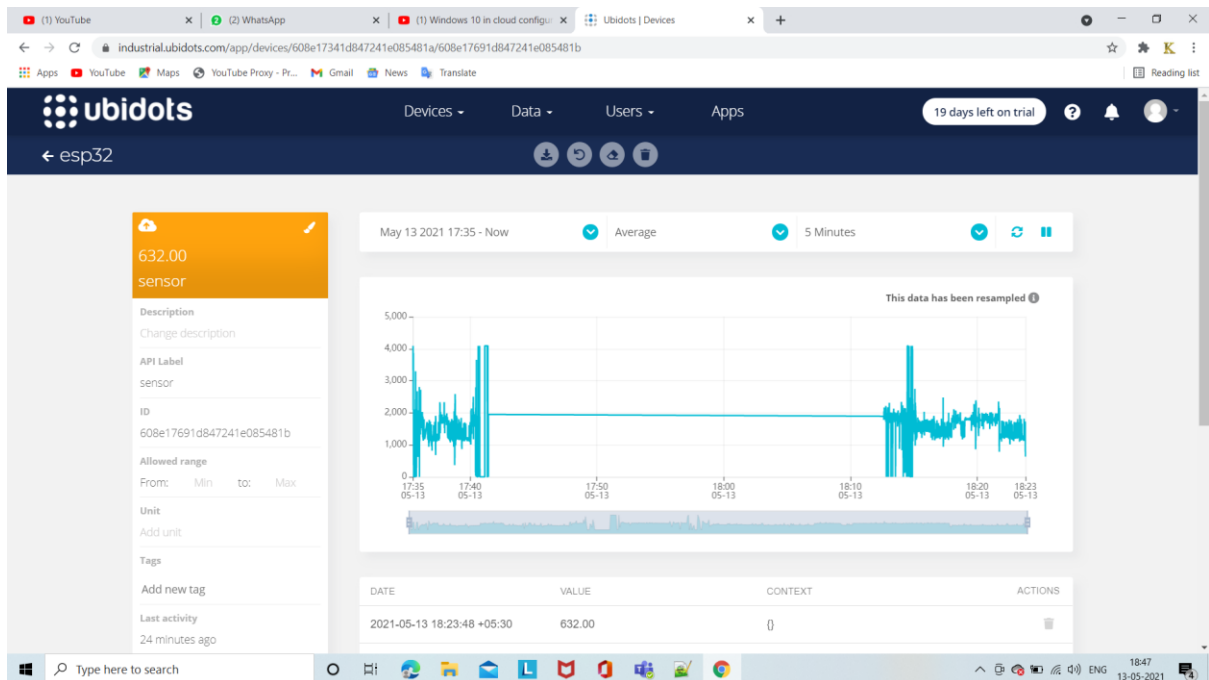 (1) YouTube
(2) WhatsApp
(1) Windows 10 in cloud configur
Ubidots | Devices
industrial.ubidots.com/app/devices/608e17341d847241e085481a/608e17691d847241e085481b
K
Apps YouTube Maps YouTube Proxy - Pr... Gmail News Translate Reading list
ubidots Devices Data Users Apps 19 days left on trial ?
esp32
632.00
sensor
Description
Change description
API Label
sensor
ID
608e17691d847241e085481b
Allowed range
From: Min to: Max
Unit
Add unit
Tags
Add new tag
Last activity
24 minutes ago
May 13 2021 17:35 - Now Average 5 Minutes
This data has been resampled
5,000
4,000
3,000
2,000
1,000
0
17:35 17:40 17:50 18:00 18:10 18:20 18:23
05-13 05-13 05-13 05-13 05-13 05-13 05-13
DATE VALUE CONTEXT ACTIONS
2021-05-13 18:23:48 +05:30 632.00 {}
Type here to search
L
ENG
18:47
13-05-2021
4